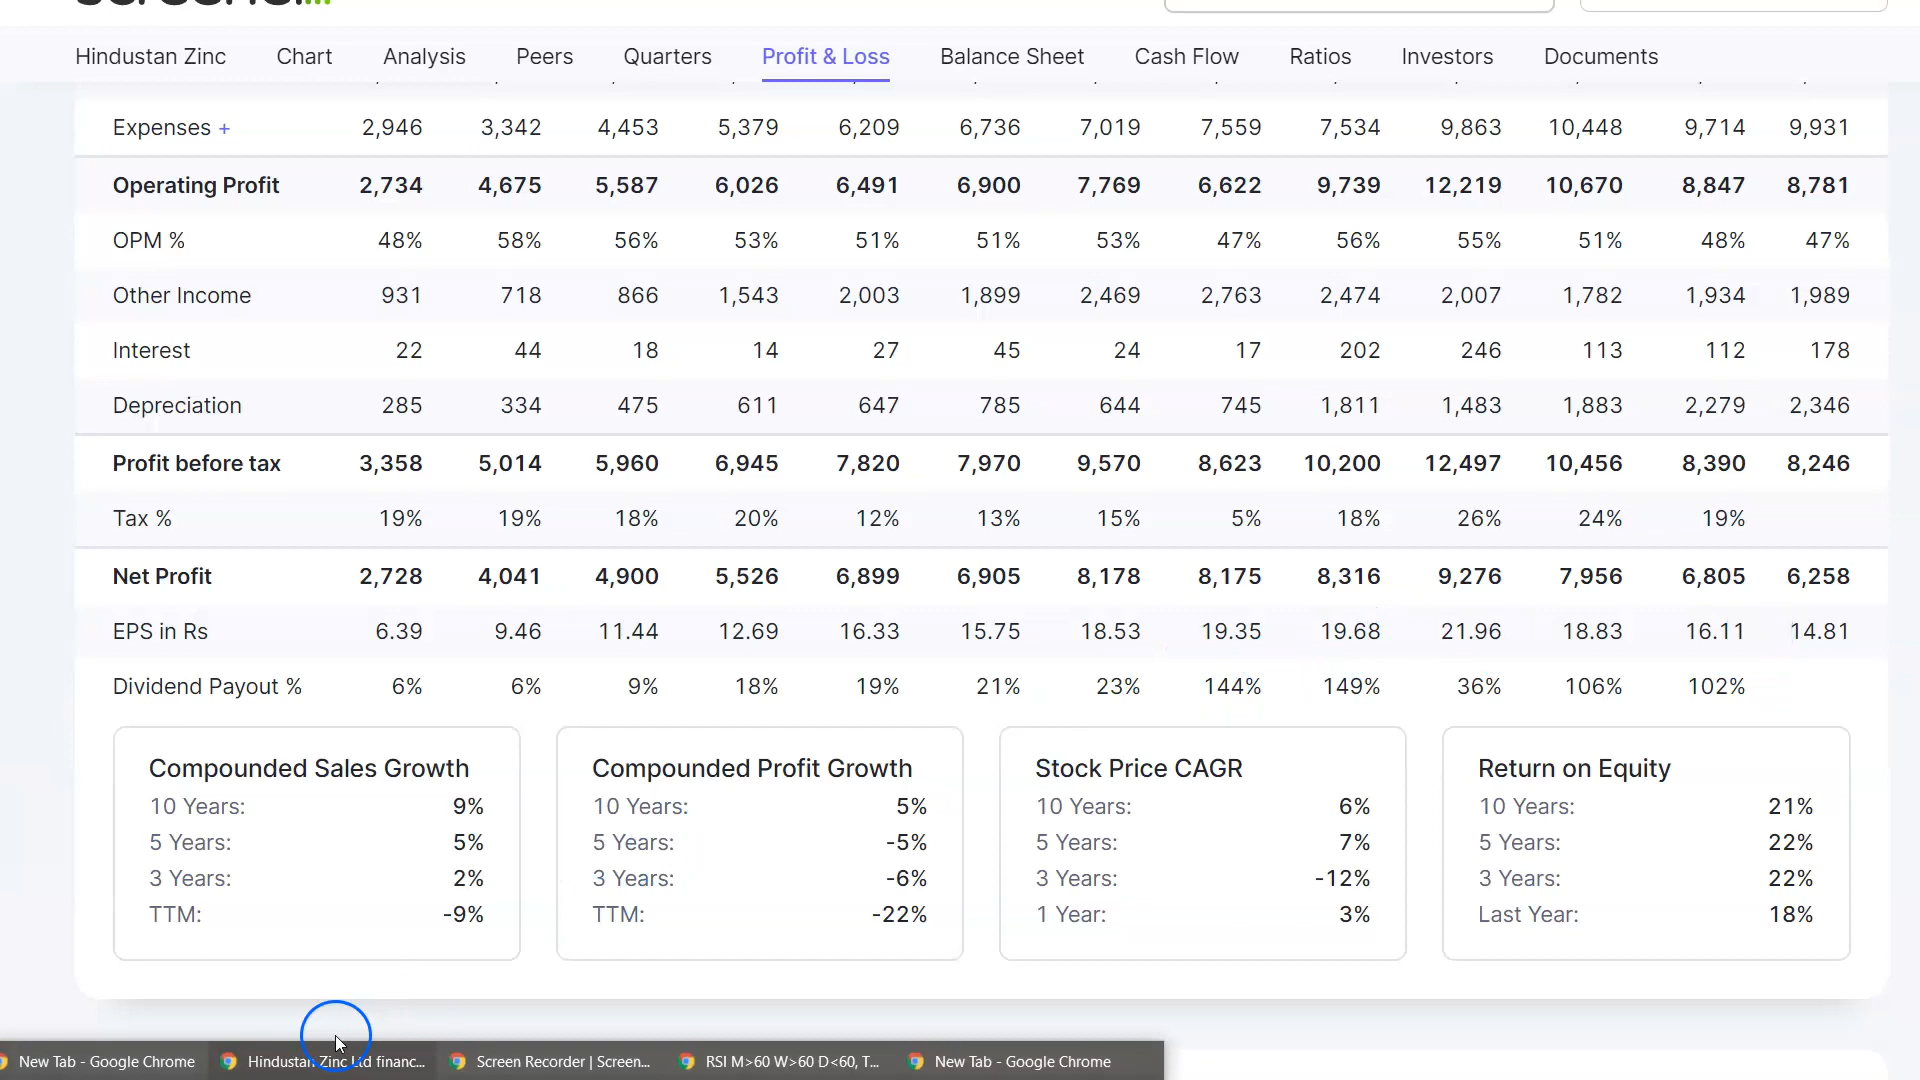 Hindustan Zinc Chart Analysis Peers Quarters Profit & Loss Balance Sheet Cash Flow Ratios Investors Documents
Expenses + 2,946 3,342 4,453 5,379 6,209 6,736 7,019 7,559 7,534 9,863 10,448 9,714 9,931
Operating Profit 2,734 4,675 5,587 6,026 6,491 6,900 7,769 6,622 9,739 12,219 10,670 8,847 8,781
OPM % 48% 58% 56% 53% 51% 51% 53% 47% 56% 55% 51% 48% 47%
Other Income 931 718 866 1,543 2,003 1,899 2,469 2,763 2,474 2,007 1,782 1,934 1,989
Interest 22 44 18 14 27 45 24 17 202 246 113 112 178
Depreciation 285 334 475 611 647 785 644 745 1,811 1,483 1,883 2,279 2,346
Profit before tax 3,358 5,014 5,960 6,945 7,820 7,970 9,570 8,623 10,200 12,497 10,456 8,390 8,246
Tax % 19% 19% 18% 20% 12% 13% 15% 5% 18% 26% 24% 19%
Net Profit 2,728 4,041 4,900 5,526 6,899 6,905 8,178 8,175 8,316 9,276 7,956 6,805 6,258
EPS in Rs 6.39 9.46 11.44 12.69 16.33 15.75 18.53 19.35 19.68 21.96 18.83 16.11 14.81
Dividend Payout % 6% 6% 9% 18% 19% 21% 23% 144% 149% 36% 106% 102%
Compounded Sales Growth
10 Years: 9%
5 Years: 5%
3 Years: 2%
TTM: -9%
Compounded Profit Growth
10 Years: 5%
5 Years: -5%
3 Years: -6%
TTM: -22%
Stock Price CAGR
10 Years: 6%
5 Years: 7%
3 Years: -12%
1 Year: 3%
Return on Equity
10 Years: 21%
5 Years: 22%
3 Years: 22%
Last Year: 18%
New Tab - Google Chrome Hindustan Zinc Ltd financ... Screen Recorder | Screen... RSI M>60 W>60 D<60, T... New Tab - Google Chrome